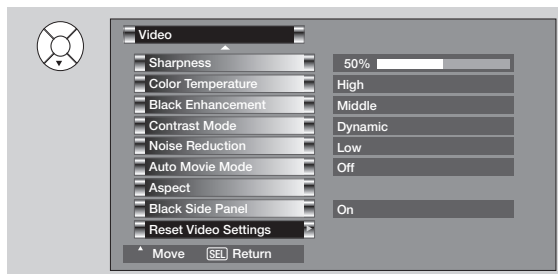 Video
Sharpness 50%
Color Temperature High
Black Enhancement Middle
Contrast Mode Dynamic
Noise Reduction Low
Auto Movie Mode Off
Aspect
Black Side Panel On
Reset Video Settings
Move SEL Return